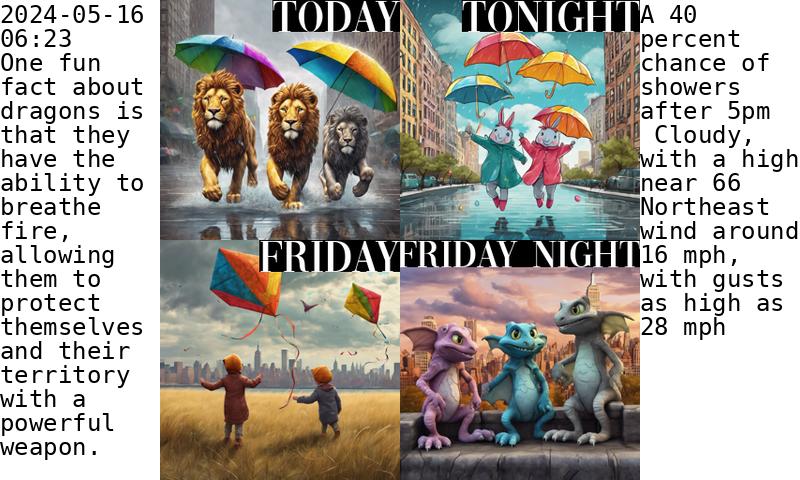 2024-05-16
06:23
One fun
fact about
dragons is
that they
have the
ability to
breathe
fire,
allowing
them to
protect
themselves
and their
territory
with a
powerful
weapon.
TODAY
TONIGHT
FRIDAY
FRIDAY NIGHT
A 40
percent
chance of
showers
after 5pm
Cloudy,
with a high
near 66
Northeast
wind around
16 mph,
with gusts
as high as
28 mph